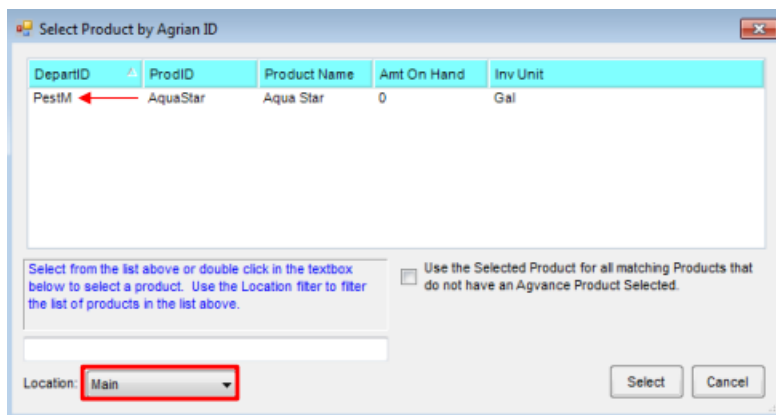 Select Product by Agrian ID
DepartID ProdID Product Name Amt On Hand Inv Unit
PestM AquaStar Aqua Star 0 Gal
Select from the list above or double click in the textbox
below to select a product. Use the Location filter to filter
the list of products in the list above.
Use the Selected Product for all matching Products that
do not have an Agvance Product Selected.
Location: Main
Select Cancel